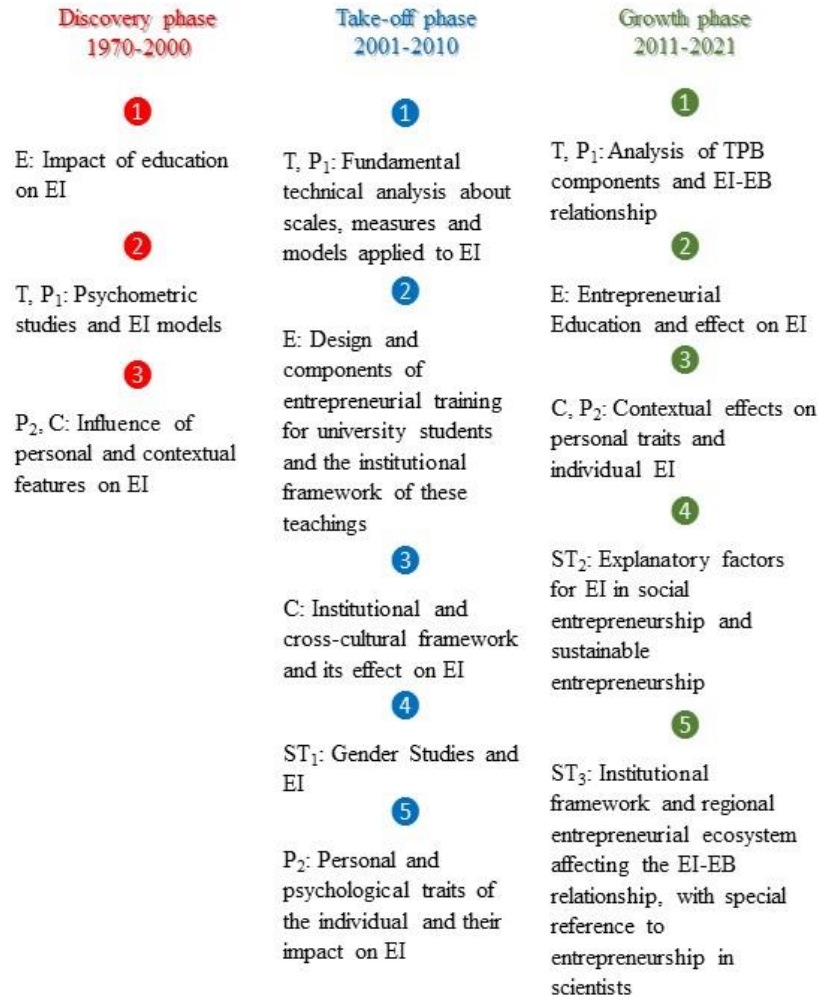 Discovery phase
1970-2000
1
E: Impact of education
on EI
2
T, P₁: Psychometric
studies and EI models
3
P₂, C: Influence of
personal and contextual
features on EI
Take-off phase
2001-2010
1
T, P₁: Fundamental
technical analysis about
scales, measures and
models applied to EI
2
E: Design and
components of
entrepreneurial training
for university students
and the institutional
framework of these
teachings
3
C: Institutional and
cross-cultural framework
and its effect on EI
4
ST₁: Gender Studies and
EI
5
P₂: Personal and
psychological traits of
the individual and their
impact on EI
Growth phase
2011-2021
1
T, P₁: Analysis of TPB
components and EI-EB
relationship
2
E: Entrepreneurial
Education and effect on EI
3
C, P₂: Contextual effects on
personal traits and
individual EI
4
ST₂: Explanatory factors
for EI in social
entrepreneurship and
sustainable
entrepreneurship
5
ST₃: Institutional
framework and regional
entrepreneurial ecosystem
affecting the EI-EB
relationship, with special
reference to
entrepreneurship in
scientists